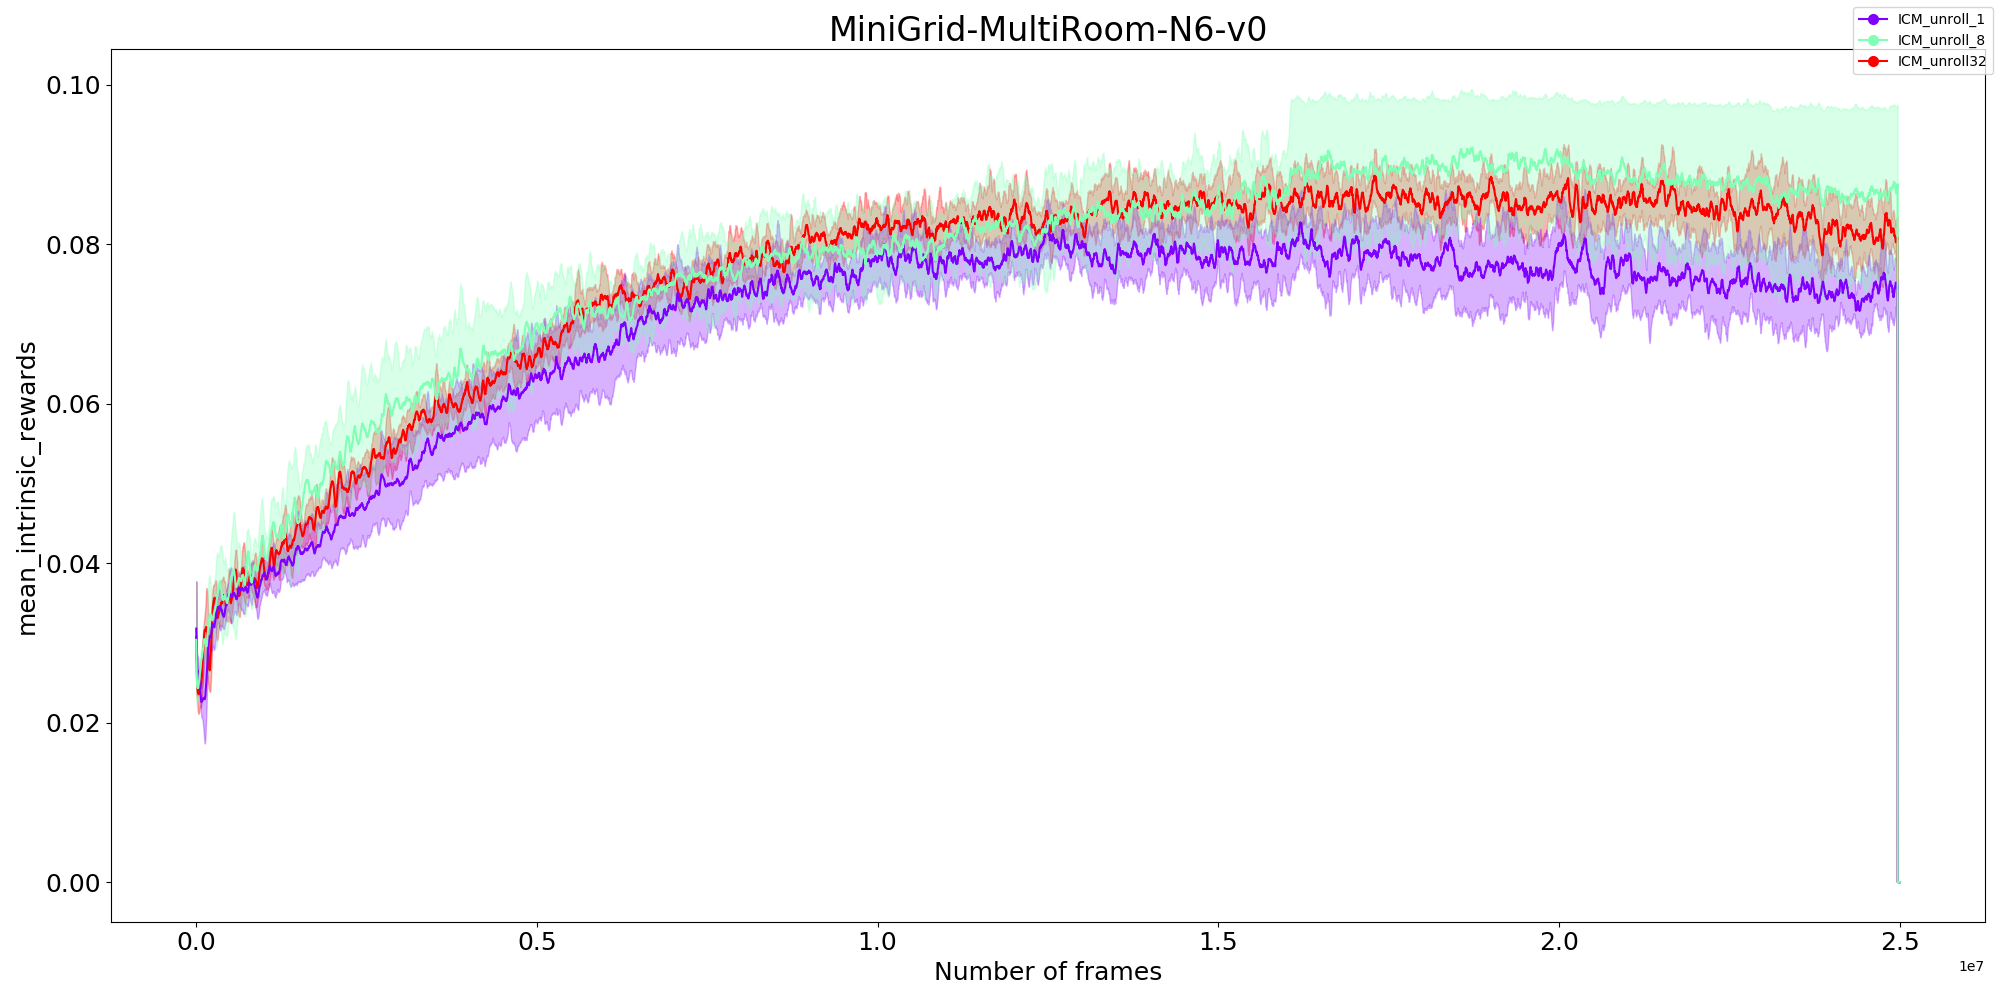 MiniGrid-MultiRoom-N6-v0
ICM_unroll_1
ICM_unroll_8
ICM_unroll32
mean_intrinsic_rewards
0.10
0.08
0.06
0.04
0.02
0.00
0.0 0.5 1.0 1.5 2.0 2.5
Number of frames
1e7